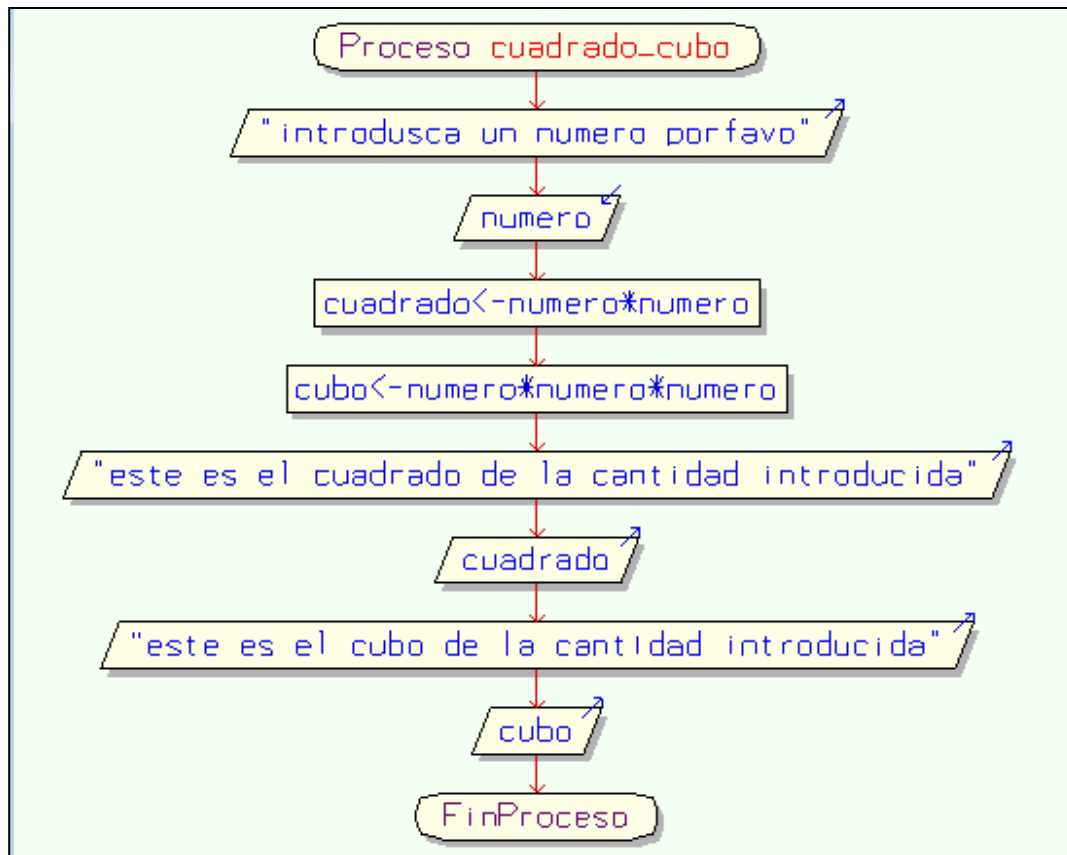 Proceso cuadrado_cubo
"introdusca un numero porfavo"
numero
cuadrado<-numero*numero
cubo<-numero*numero*numero
"este es el cuadrado de la cantidad introducida"
cuadrado
"este es el cubo de la cantidad introducida"
cubo
FinProceso